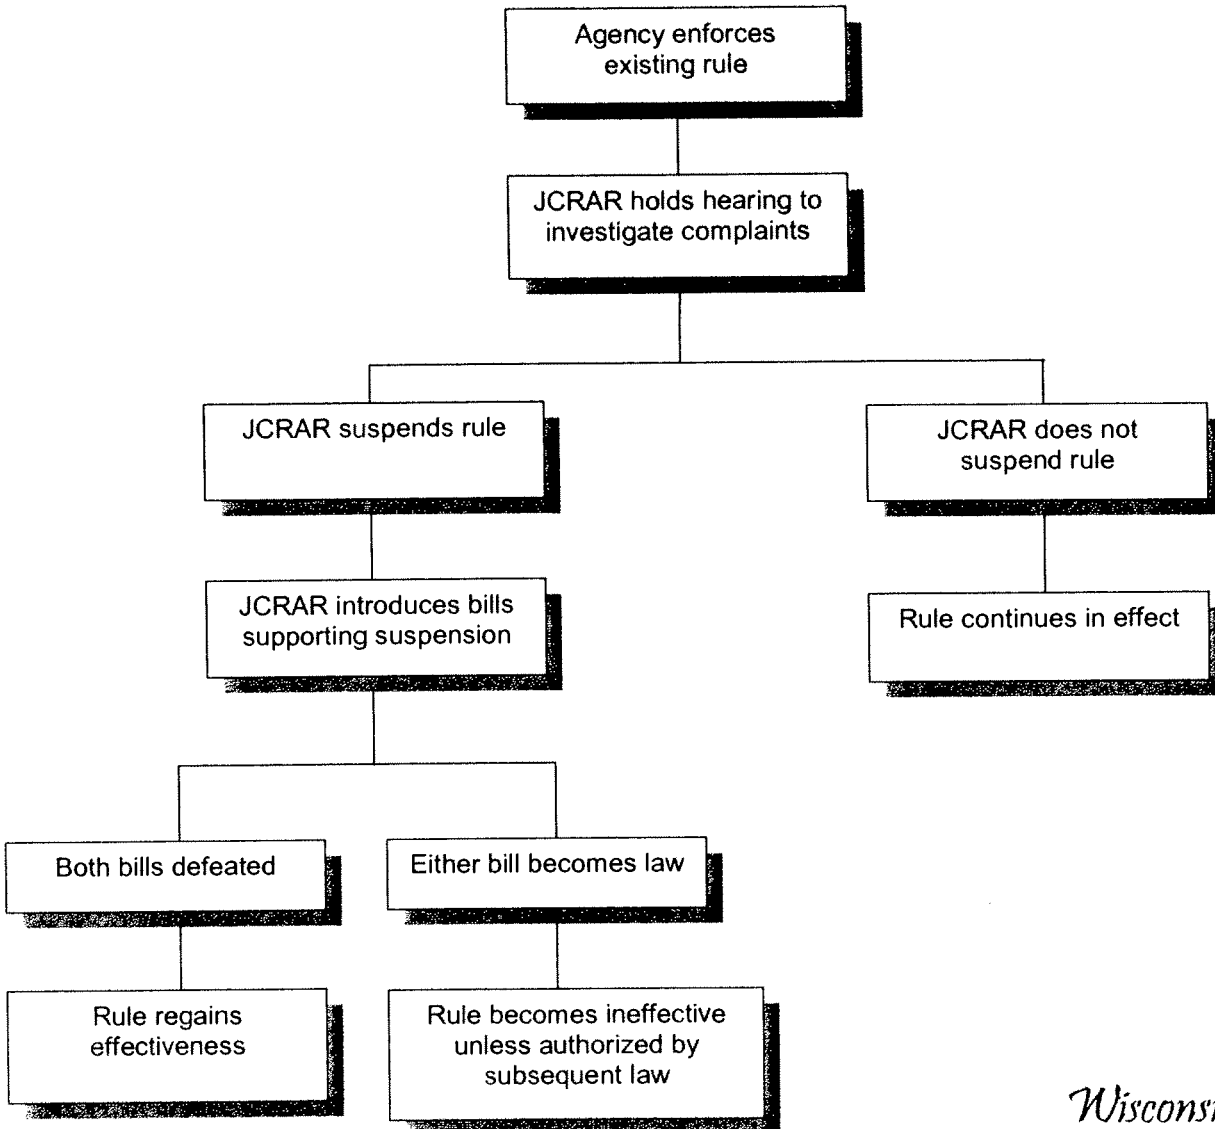 Agency enforces
existing rule
JCRAR holds hearing to
investigate complaints
JCRAR suspends rule
JCRAR does not
suspend rule
JCRAR introduces bills
supporting suspension
Rule continues in effect
Both bills defeated
Either bill becomes law
Rule regains
effectiveness
Rule becomes ineffective
unless authorized by
subsequent law